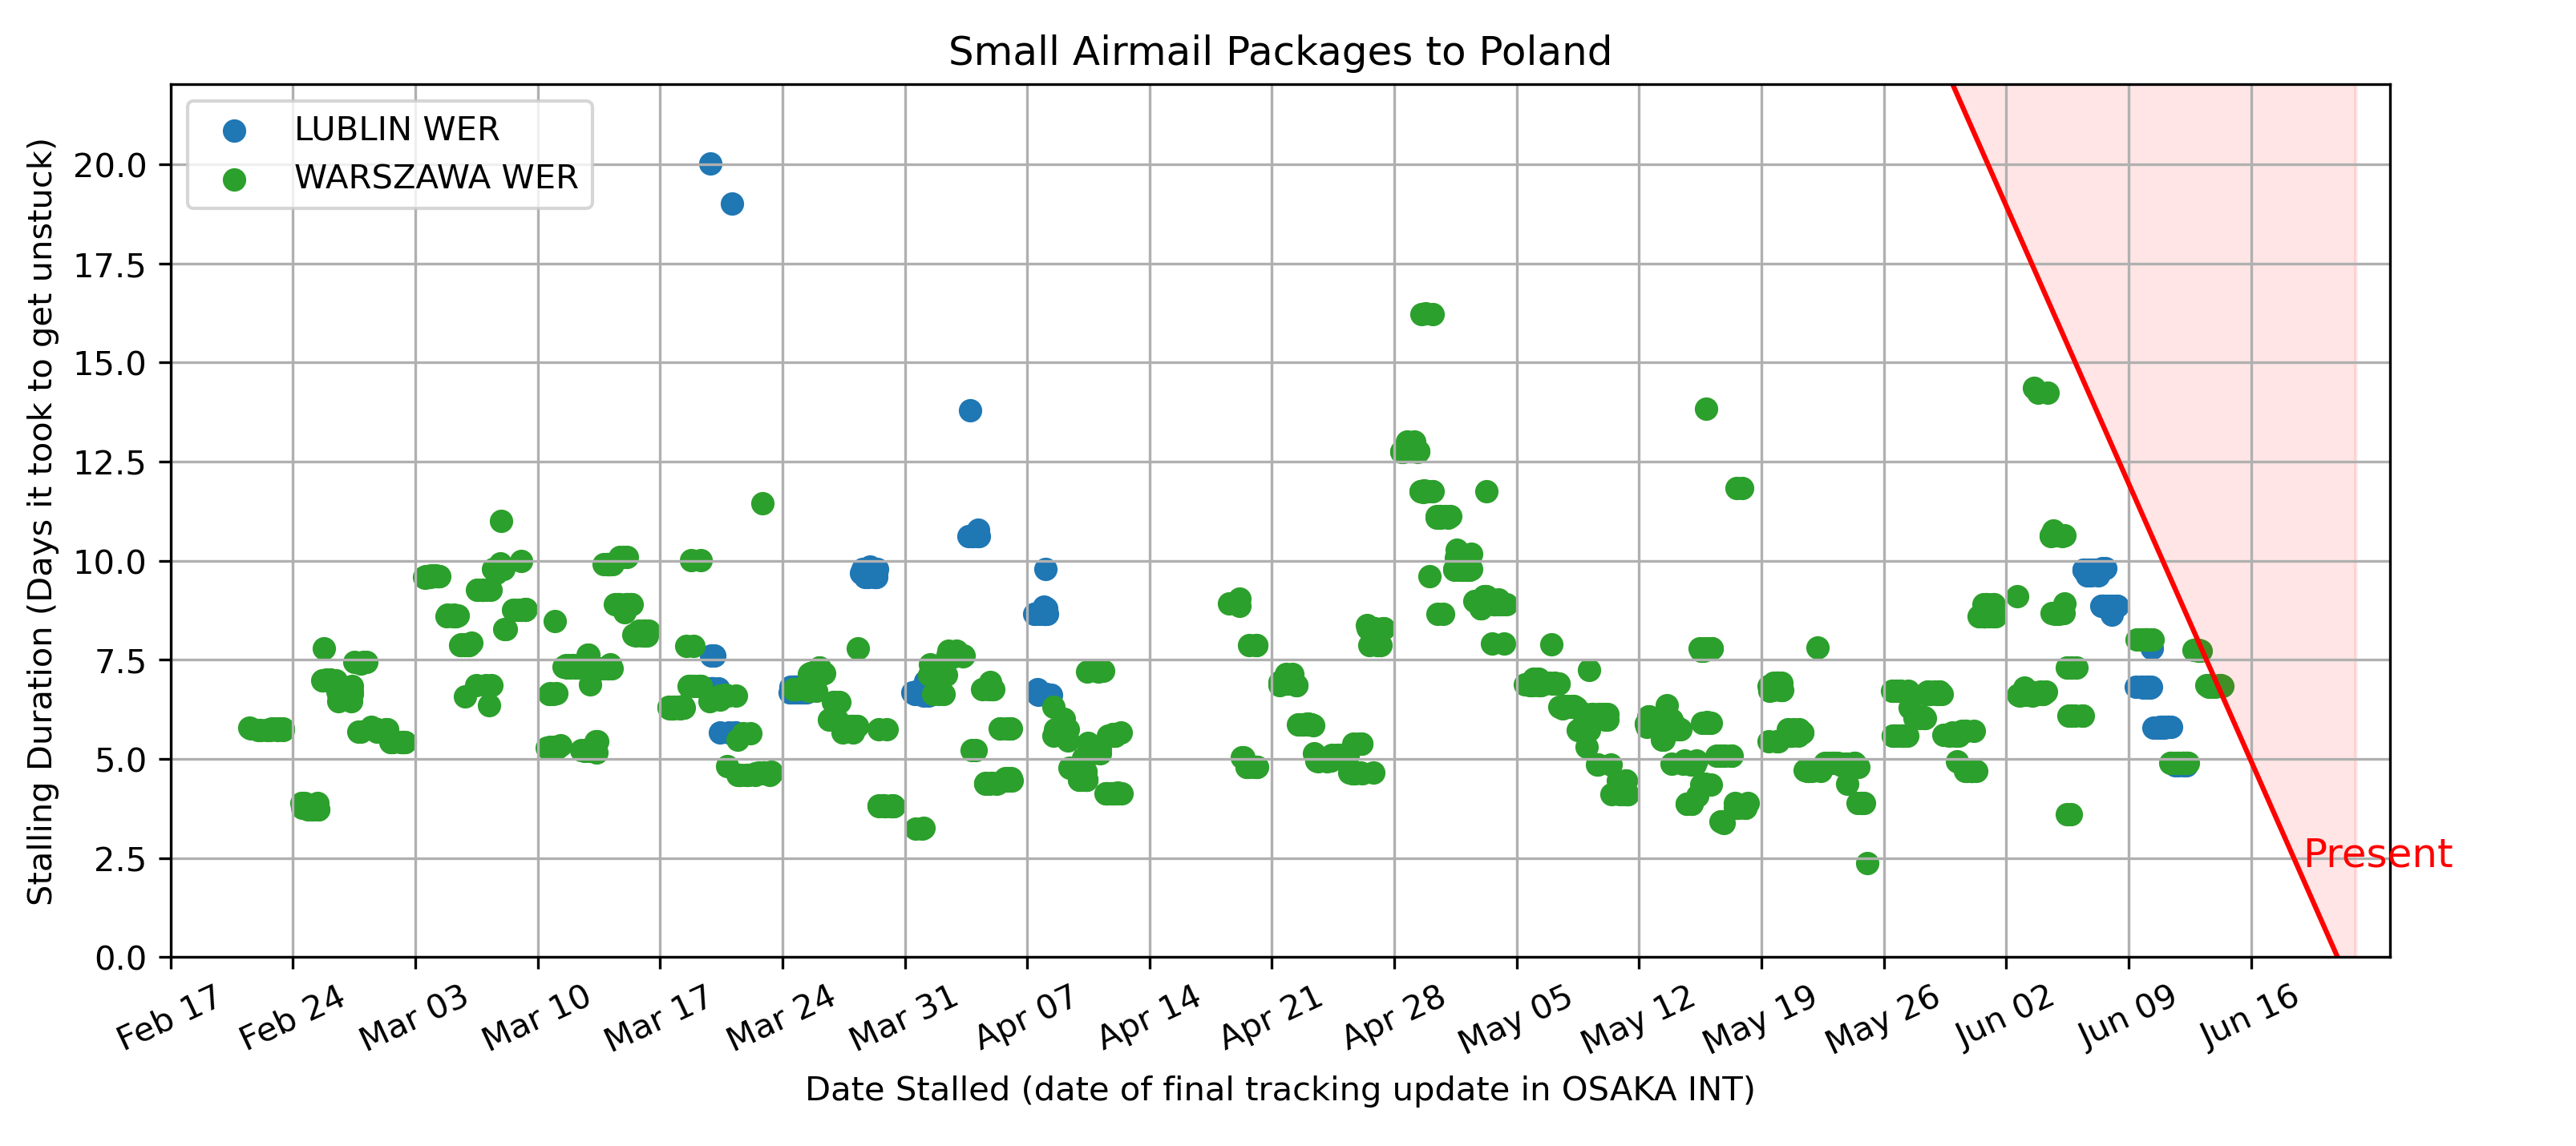 Small Airmail Packages to Poland
LUBLIN WER
WARSZAWA WER
Stalling Duration (Days it took to get unstuck)
20.0
17.5
15.0
12.5
10.0
7.5
5.0
2.5
0.0
Present
Feb 17
Feb 24
Mar 03
Mar 10
Mar 17
Mar 24
Mar 31
Apr 07
Apr 14
Apr 21
Apr 28
May 05
May 12
May 19
May 26
Jun 02
Jun 09
Jun 16
Date Stalled (date of final tracking update in OSAKA INT)